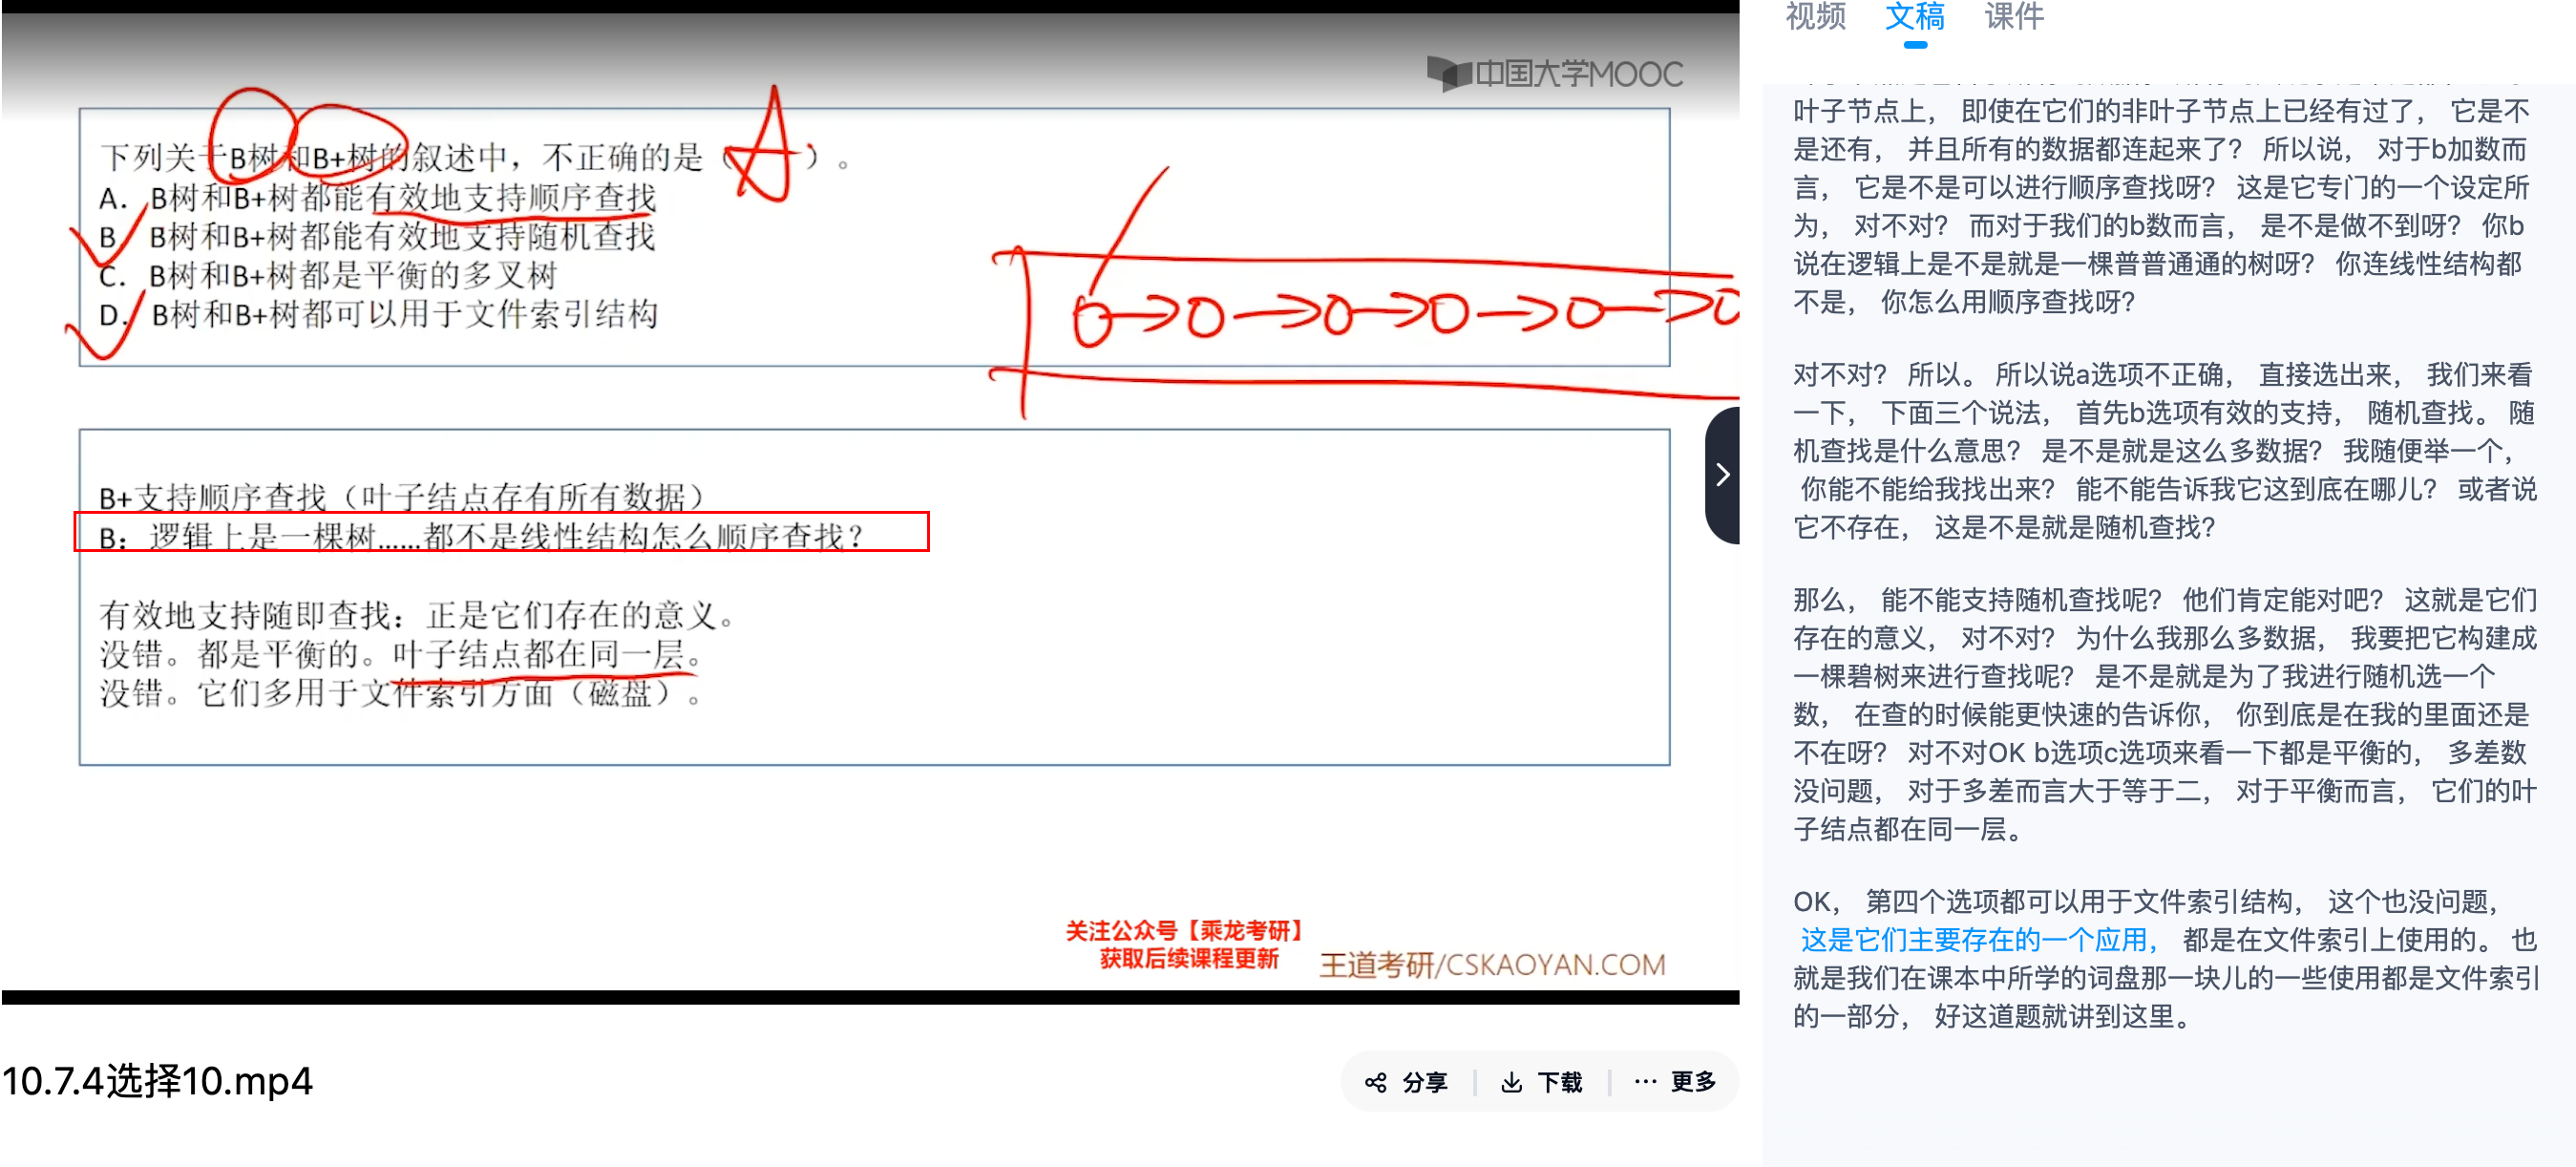 中国大学MOOC
下列关于B树和B+树的叙述中，不正确的是（A）。
A. B树和B+树都能有效地支持顺序查找
B. B树和B+树都能有效地支持随机查找
C. B树和B+树都是平衡的多叉树
D. B树和B+树都可以用于文件索引结构
B+支持顺序查找（叶子结点存有所有数据）
B：逻辑上是一棵树……都不是线性结构怎么顺序查找？
有效地支持随即查找：正是它们存在的意义。
没错。都是平衡的。叶子结点都在同一层。
没错。它们多用于文件索引方面（磁盘）。
关注公众号【乘龙考研】
获取后续课程更新
王道考研/CSKAOYAN.COM
10.7.4选择10.mp4
分享
下载
更多
视频 文稿 课件
叶子节点上， 即使在它们的非叶子节点上已经有过了， 它是不
是还有， 并且所有的数据都连起来了？ 所以说， 对于b加数而
言， 它是不是可以进行顺序查找呀？ 这是它专门的一个设定所
为， 对不对？ 而对于我们的b数而言， 是不是做不到呀？ 你b
说在逻辑上是不是就是一棵普普通通的树呀？ 你连线性结构都
不是， 你怎么用顺序查找呀？
对不对？ 所以。 所以说a选项不正确， 直接选出来， 我们来看
一下， 下面三个说法， 首先b选项有效的支持， 随机查找。 随
机查找是什么意思？ 是不是就是这么多数据？ 我随便举一个，
你能不能给我找出来？ 能不能告诉我它这到底在哪儿？ 或者说
它不存在， 这是不是就是随机查找？
那么， 能不能支持随机查找呢？ 他们肯定能对吧？ 这就是它们
存在的意义， 对不对？ 为什么我那么多数据， 我要把它构建成
一棵碧树来进行查找呢？ 是不是就是为了我进行随机选一个
数， 在查的时候能更快速的告诉你， 你到底是在我的里面还是
不在呀？ 对不对OK b选项c选项来看一下都是平衡的， 多差数
没问题， 对于多差而言大于等于二， 对于平衡而言， 它们的叶
子结点都在同一层。
OK， 第四个选项都可以用于文件索引结构， 这个也没问题，
这是它们主要存在的一个应用， 都是在文件索引上使用的。 也
就是我们在课本中所学的词盘那一块儿的一些使用都是文件索引
的一部分， 好这道题就讲到这里。